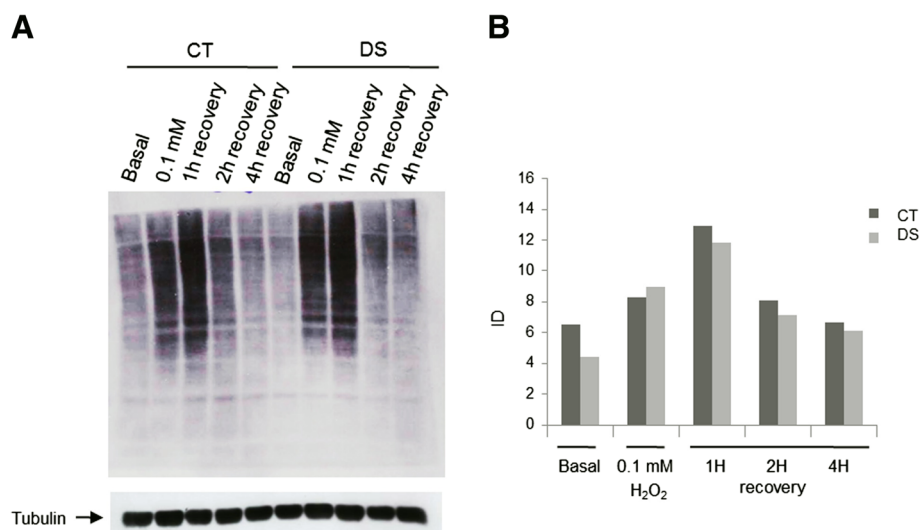 A
CT DS
Basal
0.1 mM
1h recovery
2h recovery
4h recovery
Basal
0.1 mM
1h recovery
2h recovery
4h recovery
Tubulin
B
16
14
12
10
8
6
4
2
0
ID
CT
DS
Basal 0.1 mM 1H 2H 4H
H₂O₂ recovery